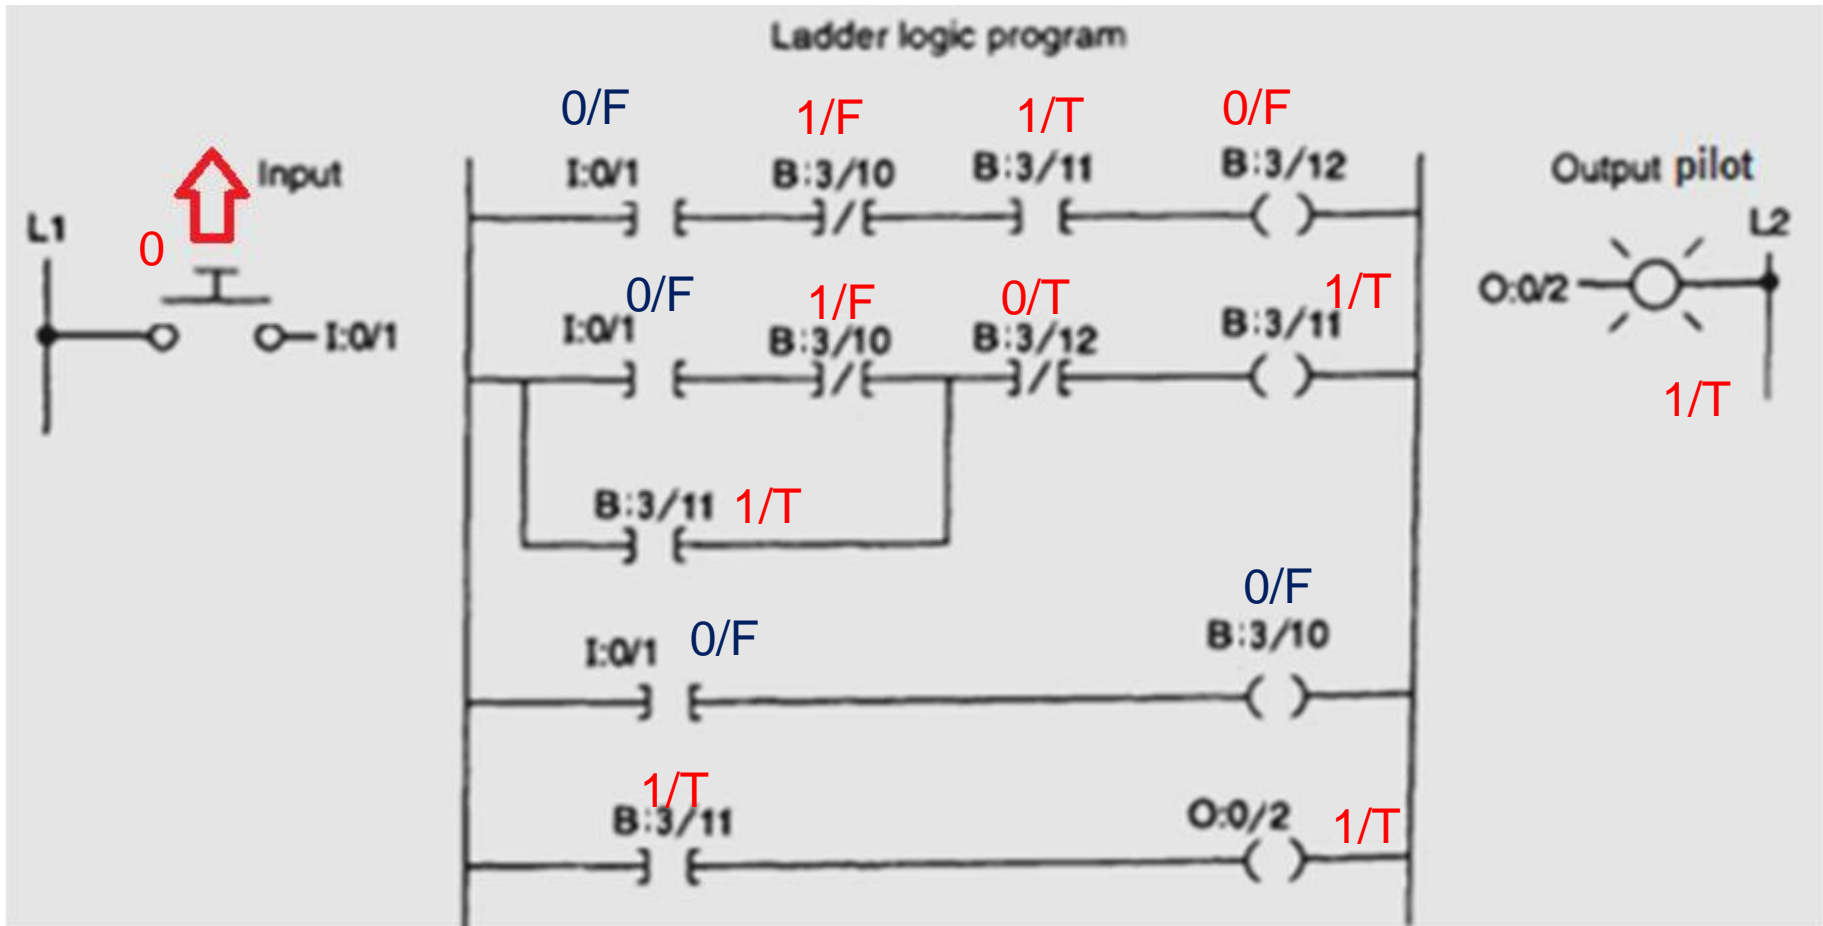 Ladder logic program
0/F 1/F 1/T 0/F
Input I:0/1 B:3/10 B:3/11 B:3/12 Output pilot
L1 L2
0
0/F 1/F 0/T 1/T
O:0/2
I:0/1 I:0/1 B:3/10 B:3/12 B:3/11
1/T
B:3/11 1/T
0/F
I:0/1 0/F B:3/10
1/T
B:3/11 O:0/2 1/T